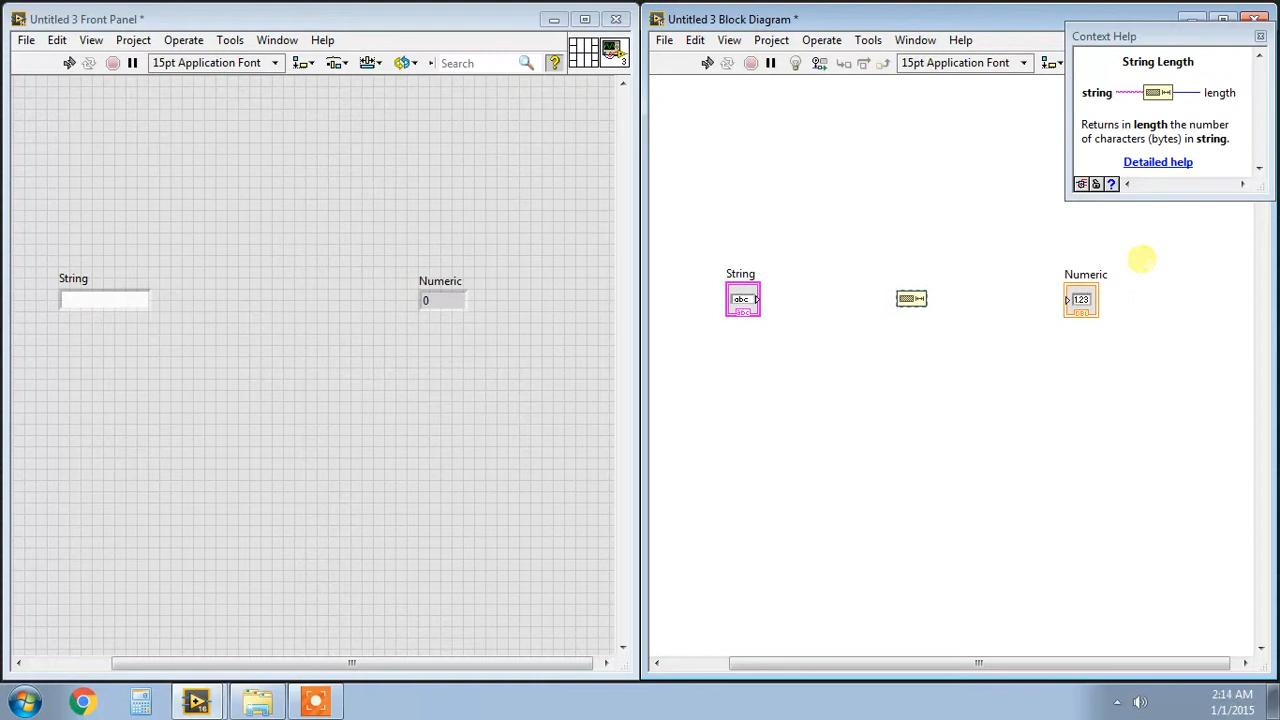 Untitled 3 Front Panel *
File Edit View Project Operate Tools Window Help
15pt Application Font
Search
?
3
String
Numeric
0
Untitled 3 Block Diagram *
File Edit View Project Operate Tools Window Help
15pt Application Font
String
abc
abc
Numeric
123
Context Help
String Length
string
length
Returns in length the number
of characters (bytes) in string.
Detailed help
?
16
2:14 AM
1/1/2015